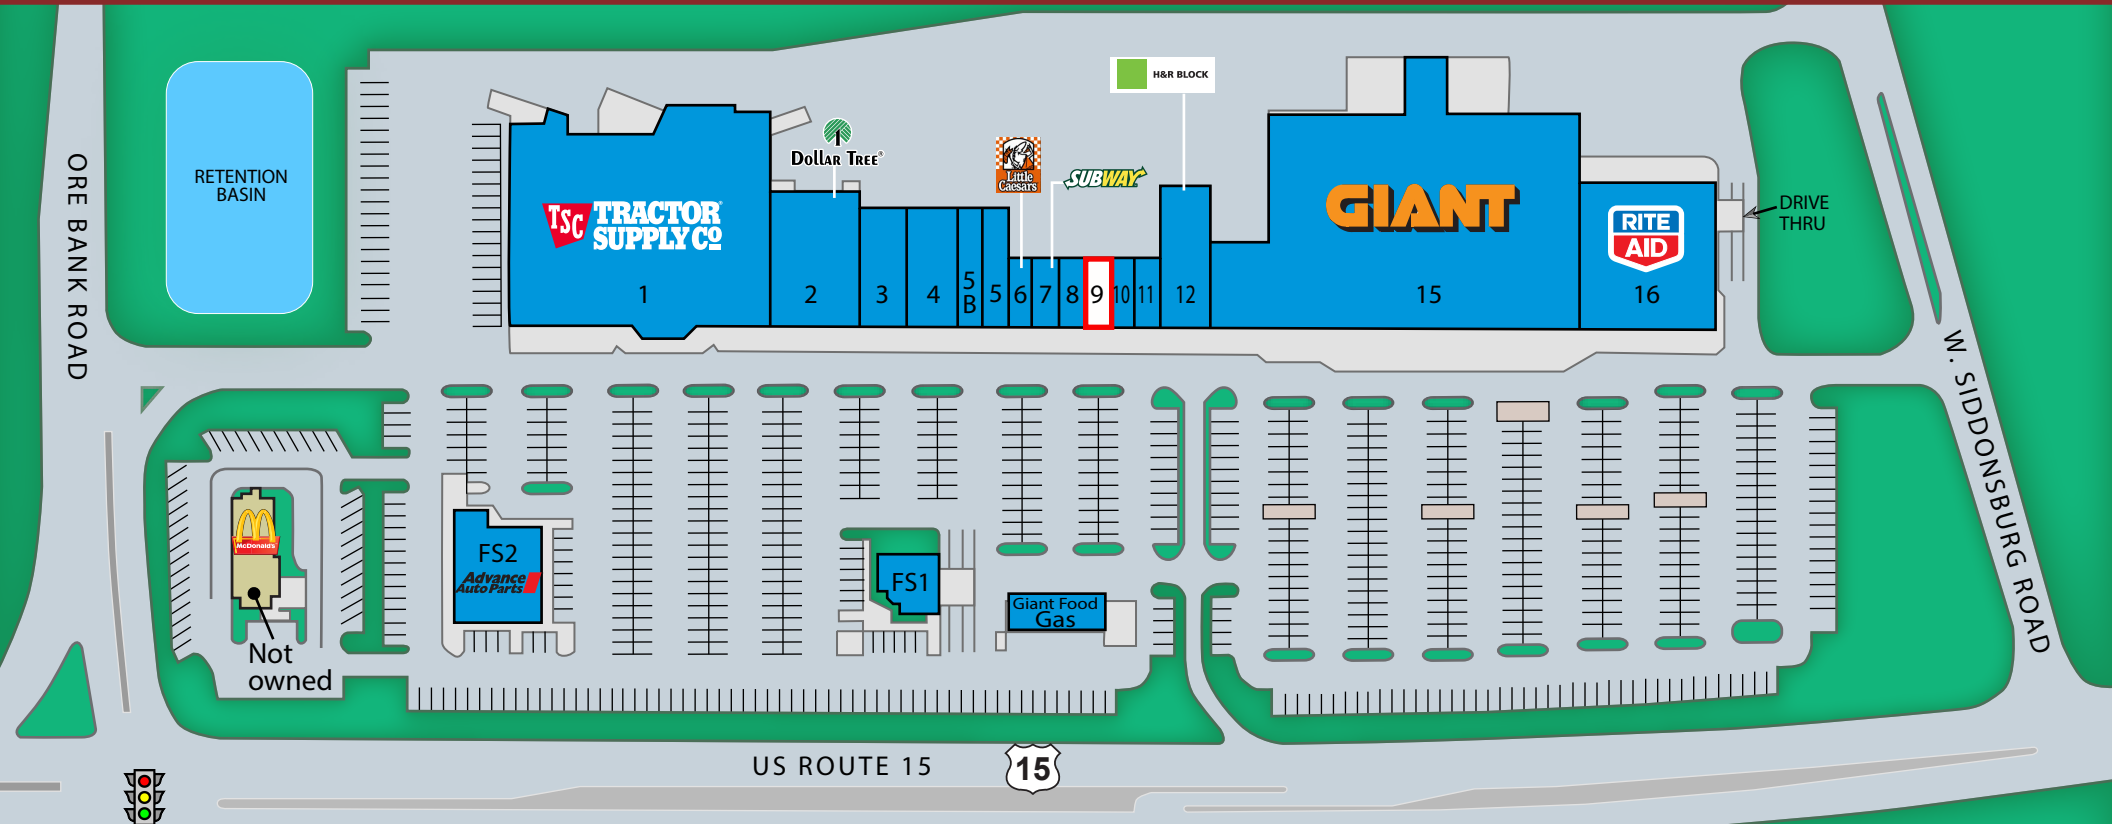 H&R BLOCK
DOLLAR TREE®
Little
Caesars
SUBWAY
RETENTION
BASIN
ORE BANK ROAD
TSC TRACTOR
SUPPLY CO
GIANT
RITE
AID
DRIVE
THRU
1
2
3
4
5
B
5
6
7
8
9
10
11
12
15
16
W. SIDDONSBURG ROAD
McDonald's
Not
owned
FS2
Advance
Auto Parts
FS1
Giant Food
Gas
US ROUTE 15
15